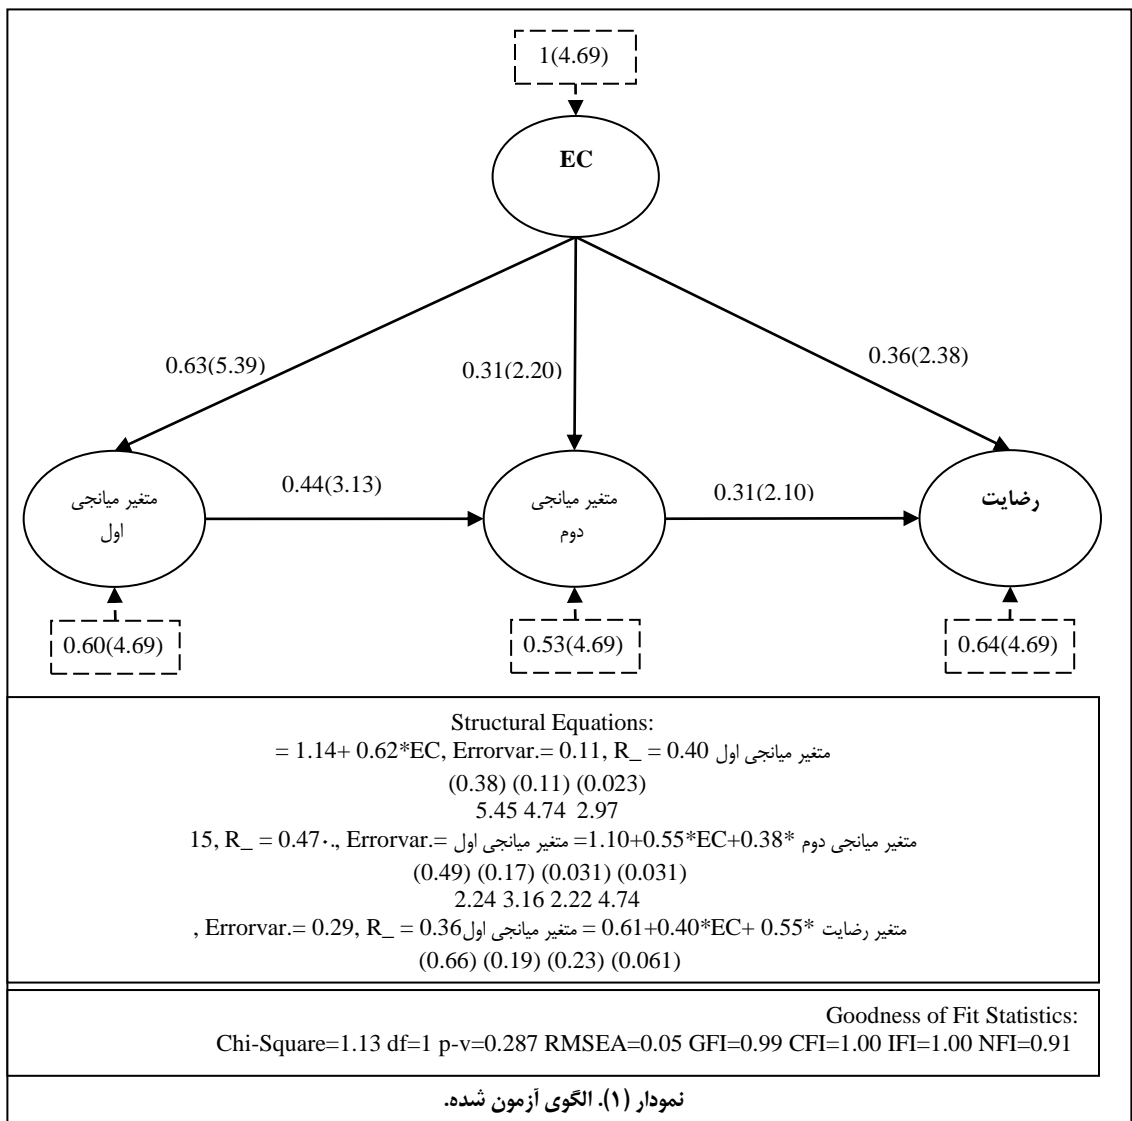 1(4.69)
EC
0.63(5.39)
0.31(2.20)
0.36(2.38)
متغیر میانجی
اول
0.44(3.13)
متغیر میانجی
دوم
0.31(2.10)
رضایت
0.60(4.69)
0.53(4.69)
0.64(4.69)
Structural Equations:
= 1.14+ 0.62*EC, Errorvar.= 0.11, R_ = 0.40 متغیر میانجی اول
(0.38) (0.11) (0.023)
5.45 4.74 2.97
15, R_ = 0.47۰., Errorvar.= متغیر میانجی اول =1.10+0.55*EC+0.38* متغیر میانجی دوم
(0.49) (0.17) (0.031) (0.031)
2.24 3.16 2.22 4.74
, Errorvar.= 0.29, R_ = 0.36متغیر میانجی اول = 0.61+0.40*EC+ 0.55* متغیر رضایت
(0.66) (0.19) (0.23) (0.061)
Goodness of Fit Statistics:
Chi-Square=1.13 df=1 p-v=0.287 RMSEA=0.05 GFI=0.99 CFI=1.00 IFI=1.00 NFI=0.91
نمودار (۱). الگوی آزمون شده.